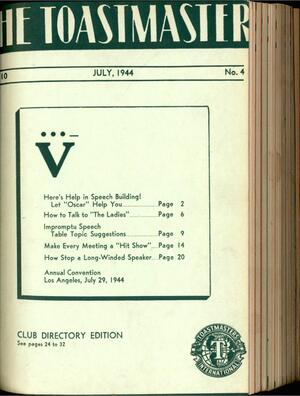 HE TOASTMASTER
10 JULY, 1944 No. 4
V
Here's Help in Speech Building!
Let "Oscar" Help You..............Page 2
How to Talk to "The Ladies"........Page 6
Impromptu Speech
Table Topic Suggestions............Page 9
Make Every Meeting a "Hit Show"...Page 14
How Stop a Long-Winded Speaker...Page 20
Annual Convention
Los Angeles, July 29, 1944
CLUB DIRECTORY EDITION
See pages 24 to 32
TOASTMASTERS
T
INTERNATIONAL